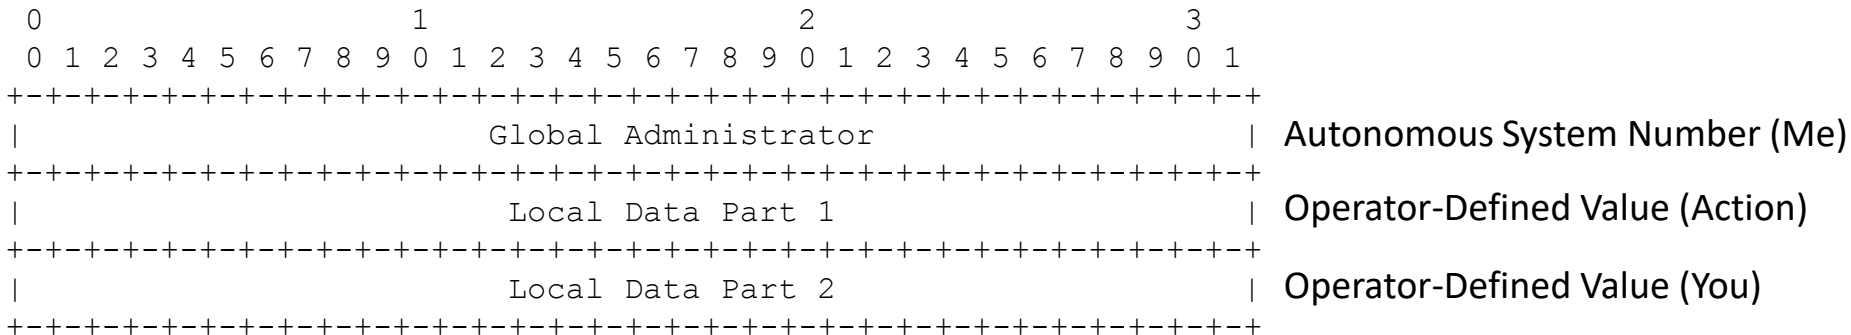 0                   1                   2                   3
0 1 2 3 4 5 6 7 8 9 0 1 2 3 4 5 6 7 8 9 0 1 2 3 4 5 6 7 8 9 0 1
+-+-+-+-+-+-+-+-+-+-+-+-+-+-+-+-+-+-+-+-+-+-+-+-+-+-+-+-+-+-+-+-+
| Global Administrator | Autonomous System Number (Me)
+-+-+-+-+-+-+-+-+-+-+-+-+-+-+-+-+-+-+-+-+-+-+-+-+-+-+-+-+-+-+-+-+
| Local Data Part 1 | Operator-Defined Value (Action)
+-+-+-+-+-+-+-+-+-+-+-+-+-+-+-+-+-+-+-+-+-+-+-+-+-+-+-+-+-+-+-+-+
| Local Data Part 2 | Operator-Defined Value (You)
+-+-+-+-+-+-+-+-+-+-+-+-+-+-+-+-+-+-+-+-+-+-+-+-+-+-+-+-+-+-+-+-+